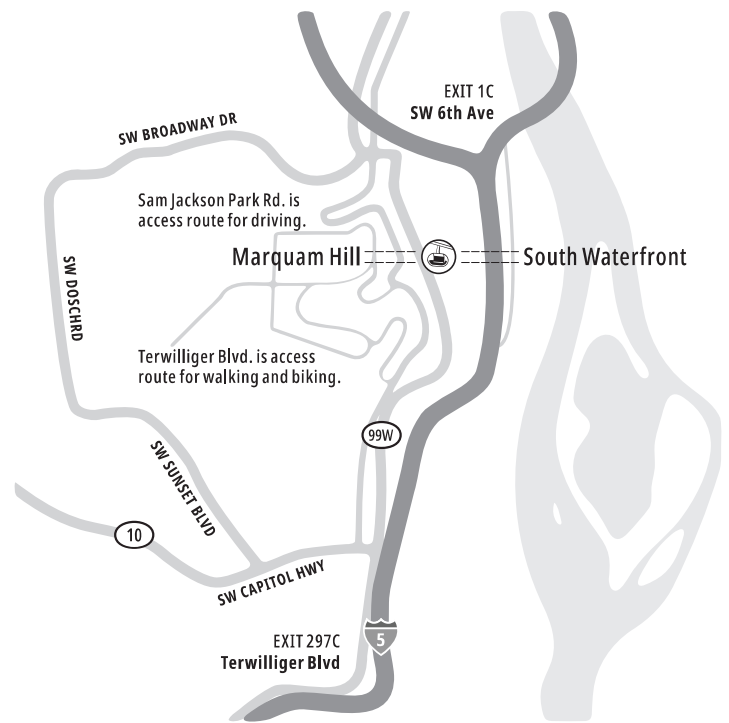 EXIT 1C
SW 6th Ave
SW BROADWAY DR
Sam Jackson Park Rd. is
access route for driving.
Marquam Hill
South Waterfront
SW DOSCHRD
Terwilliger Blvd. is access
route for walking and biking.
99W
SW SUNSET BLVD
10
SW CAPITOL HWY
EXIT 297C
Terwilliger Blvd
5